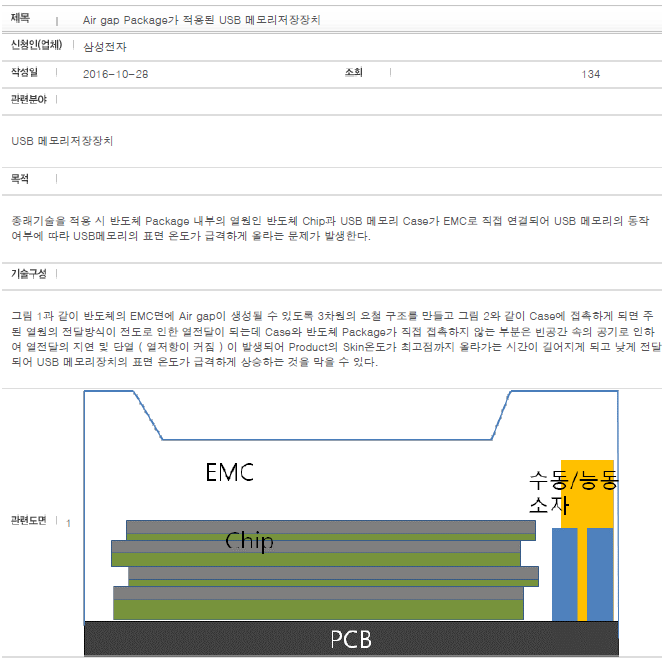 제목 Air gap Package가 적용된 USB 메모리저장장치
신청인(업체) 삼성전자
작성일 2016-10-28 조회 134
관련분야
USB 메모리저장장치
목적
종래기술을 적용 시 반도체 Package 내부의 열원인 반도체 Chip과 USB 메모리 Case가 EMC로 직접 연결되어 USB 메모리의 동작
여부에 따라 USB메모리의 표면 온도가 급격하게 올라는 문제가 발생한다.
기술구성
그림 1과 같이 반도체의 EMC면에 Air gap이 생성될 수 있도록 3차원의 요철 구조를 만들고 그림 2와 같이 Case에 접촉하게 되면 주
된 열원의 전달방식이 전도로 인한 열전달이 되는데 Case와 반도체 Package가 직접 접촉하지 않는 부분은 빈공간 속의 공기로 인하
여 열전달의 지연 및 단열 ( 열저항이 커짐 ) 이 발생되어 Product의 Skin온도가 최고점까지 올라가는 시간이 길어지게 되고 낮게 전달
되어 USB 메모리장치의 표면 온도가 급격하게 상승하는 것을 막을 수 있다.
EMC
수동/능동
소자
관련도면 1
Chip
PCB